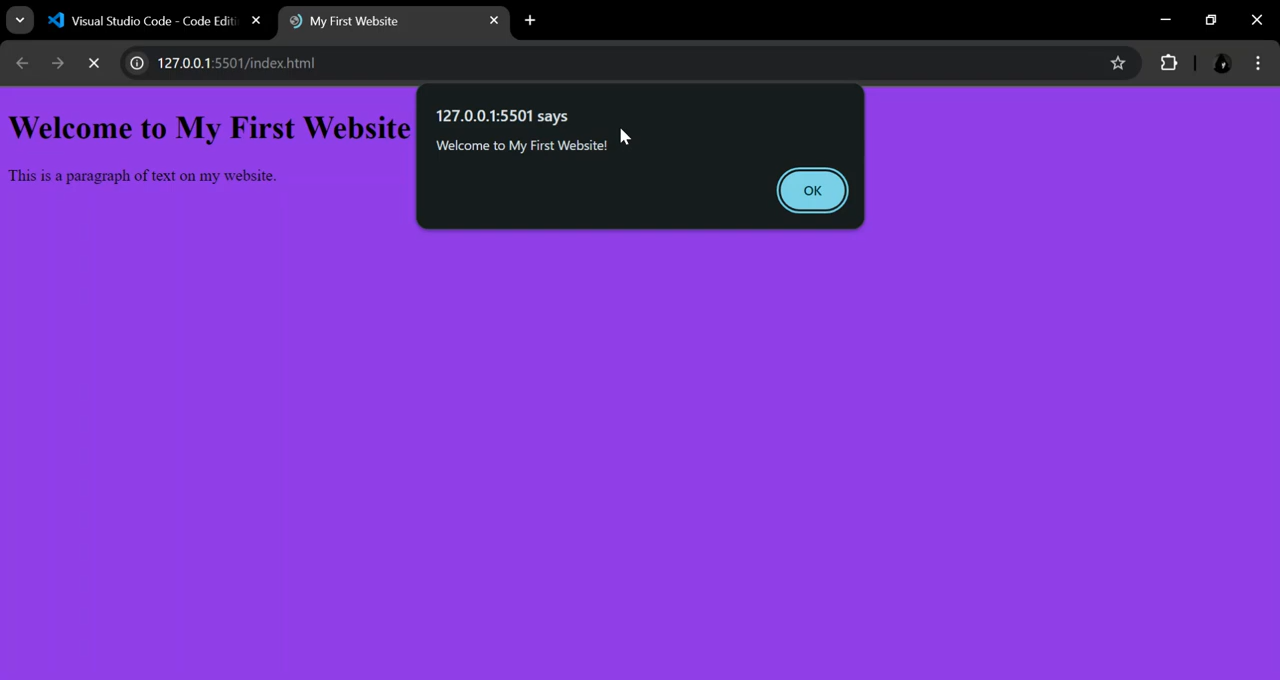 Visual Studio Code - Code Editi
My First Website
127.0.0.1:5501/index.html
Welcome to My First Website
This is a paragraph of text on my website.
127.0.0.1:5501 says
Welcome to My First Website!
OK